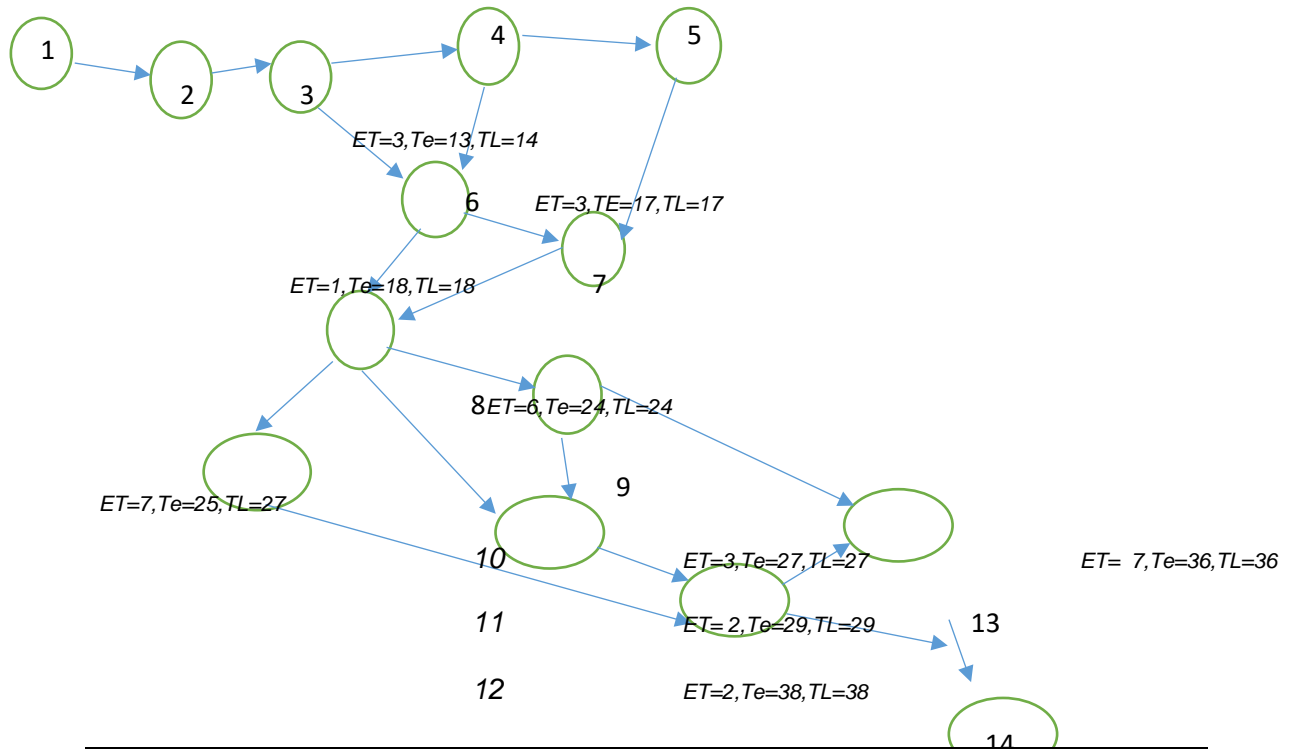 1 4 5
2 3
ET=3,Te=13,TL=14
6 ET=3,TE=17,TL=17
ET=1,Te=18,TL=18 7
8 ET=6,Te=24,TL=24
9
ET=7,Te=25,TL=27
10 ET=3,Te=27,TL=27 ET= 7,Te=36,TL=36
11 ET= 2,Te=29,TL=29 13
12 ET=2,Te=38,TL=38
14